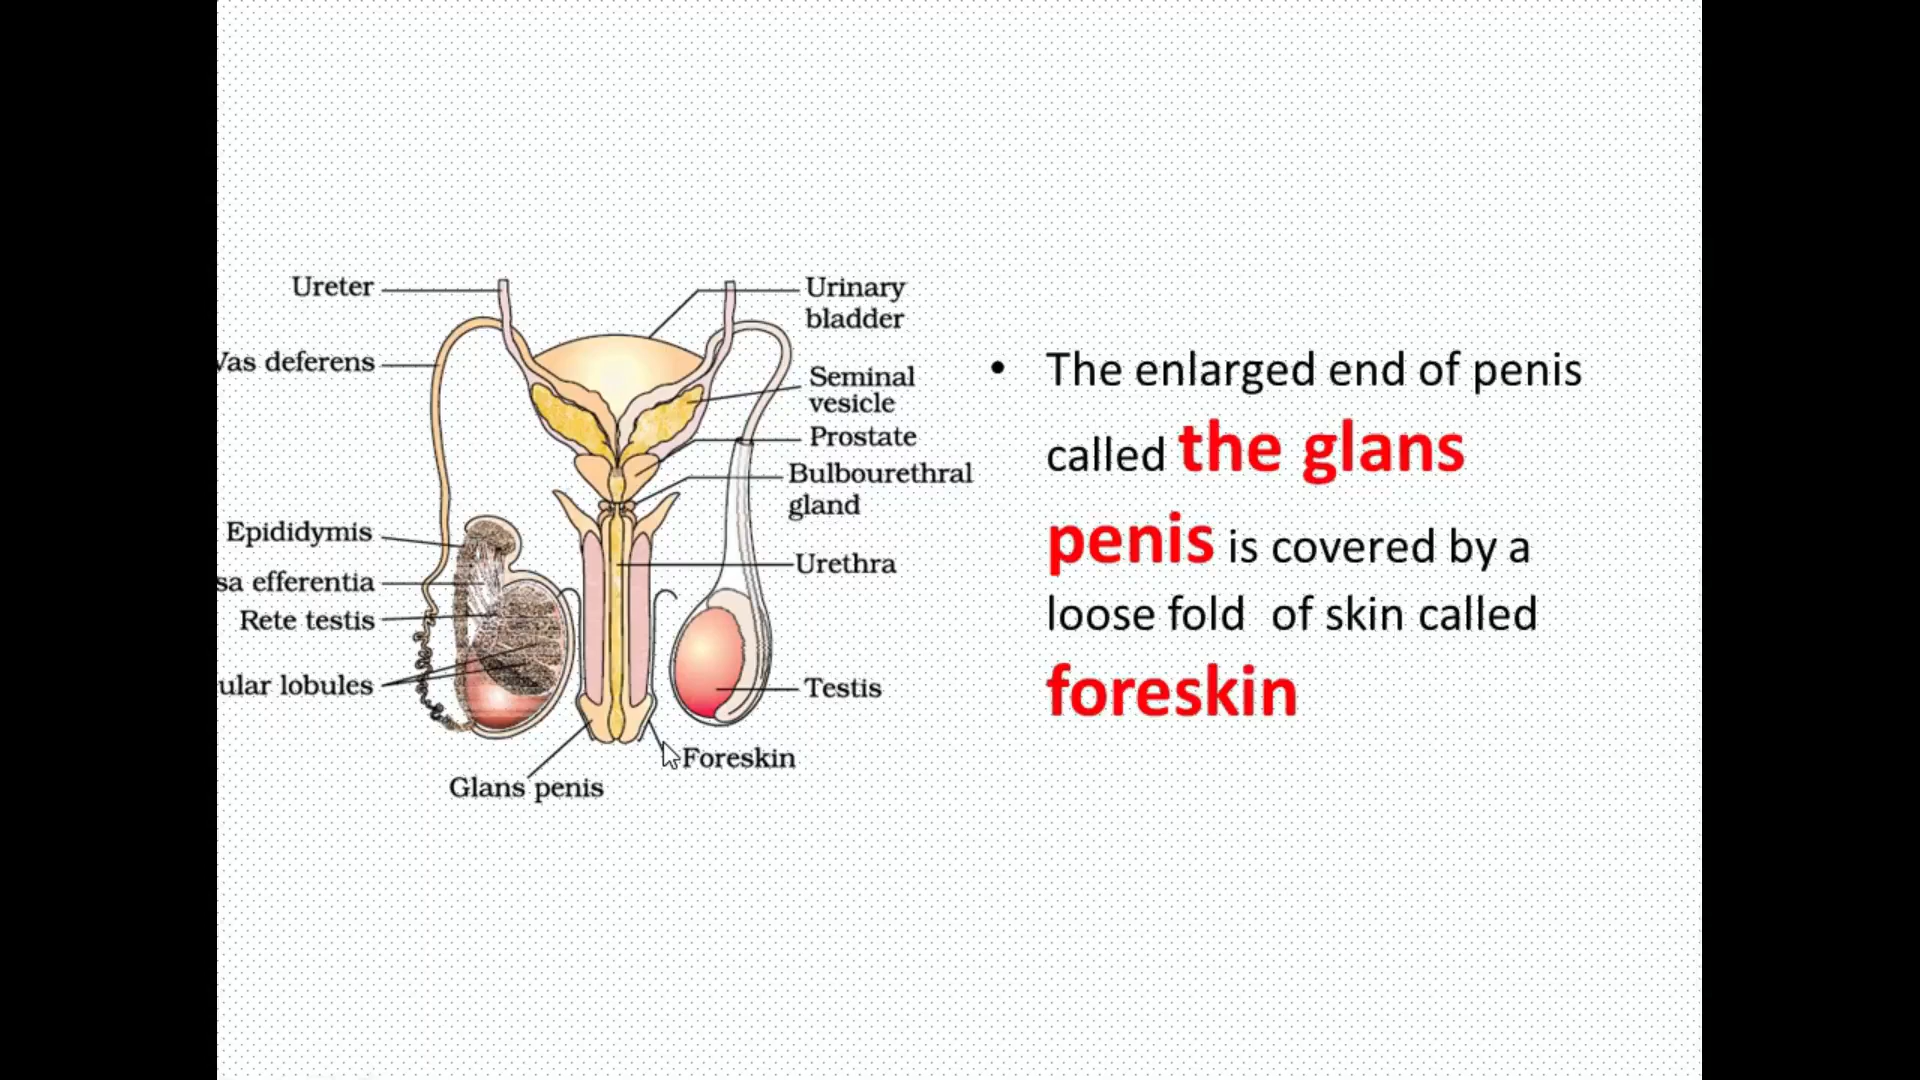 Ureter
Urinary
bladder
Vas deferens
Seminal
vesicle
Prostate
Bulbourethral
gland
Epididymis
Urethra
sa efferentia
Rete testis
ular lobules
Testis
Foreskin
Glans penis
• The enlarged end of penis
called the glans
penis is covered by a
loose fold of skin called
foreskin